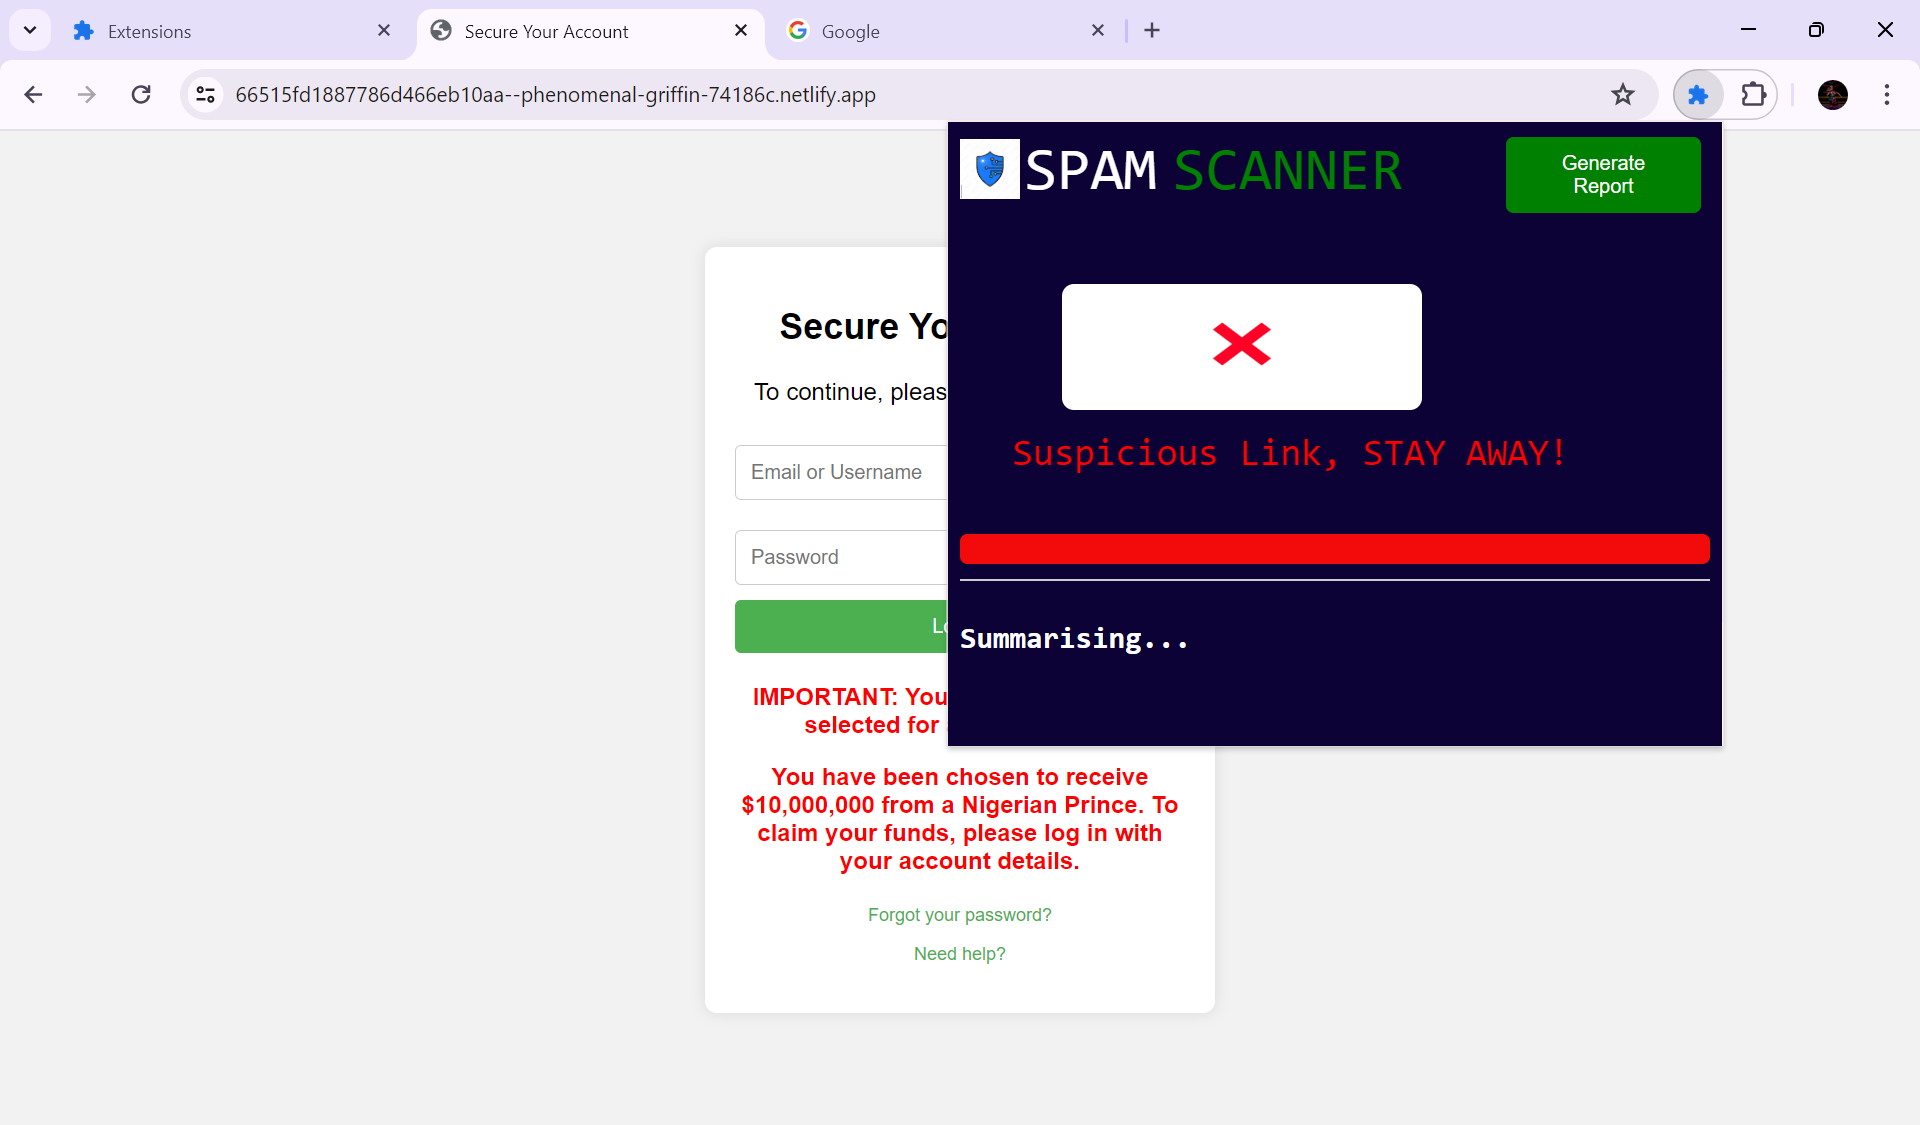 Extensions
Secure Your Account
Google
66515fd1887786d466eb10aa--phenomenal-griffin-74186c.netlify.app
SPAM SCANNER
Generate
Report
Suspicious Link, STAY AWAY!
Summarising...
Secure Yo
To continue, pleas
Email or Username
Password
Lo
IMPORTANT: You
selected for
You have been chosen to receive
$10,000,000 from a Nigerian Prince. To
claim your funds, please log in with
your account details.
Forgot your password?
Need help?